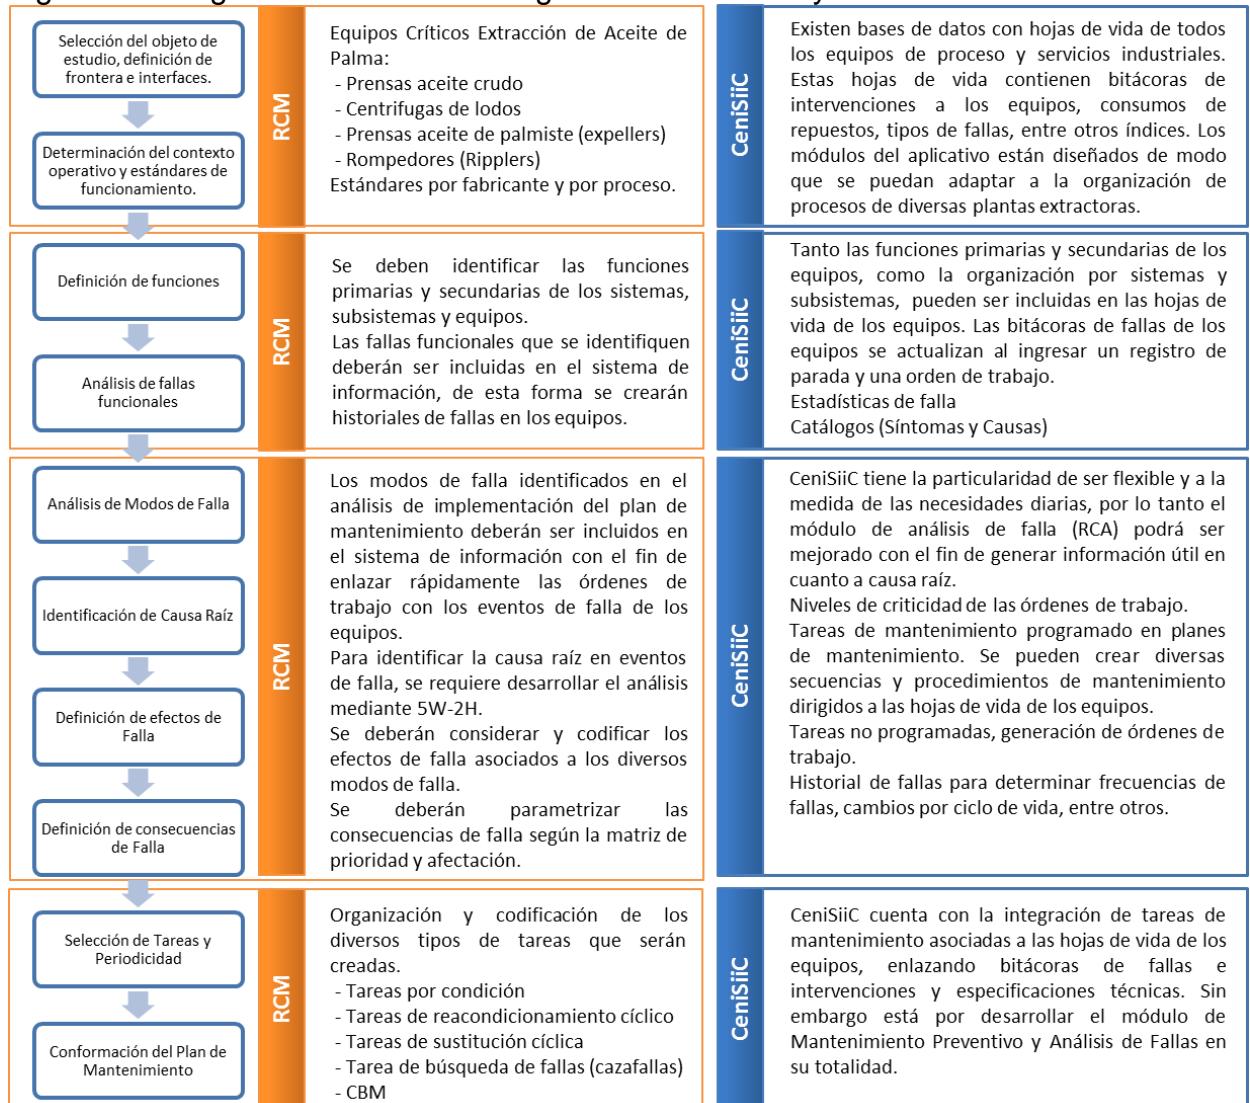 Selección del objeto de
estudio, definición de
frontera e interfaces.
Determinación del contexto
operativo y estándares de
funcionamiento.
RCM
Equipos Críticos Extracción de Aceite de
Palma:
- Prensas aceite crudo
- Centrifugas de lodos
- Prensas aceite de palmiste (expellers)
- Rompedores (Ripplers)
Estándares por fabricante y por proceso.
CeniSiiC
Existen bases de datos con hojas de vida de todos
los equipos de proceso y servicios industriales.
Estas hojas de vida contienen bitácoras de
intervenciones a los equipos, consumos de
repuestos, tipos de fallas, entre otros índices. Los
módulos del aplicativo están diseñados de modo
que se puedan adaptar a la organización de
procesos de diversas plantas extractoras.
Definición de funciones
Análisis de fallas
funcionales
RCM
Se deben identificar las funciones
primarias y secundarias de los sistemas,
subsistemas y equipos.
Las fallas funcionales que se identifiquen
deberán ser incluidas en el sistema de
información, de esta forma se crearán
historiales de fallas en los equipos.
CeniSiiC
Tanto las funciones primarias y secundarias de los
equipos, como la organización por sistemas y
subsistemas, pueden ser incluidas en las hojas de
vida de los equipos. Las bitácoras de fallas de los
equipos se actualizan al ingresar un registro de
parada y una orden de trabajo.
Estadísticas de falla
Catálogos (Síntomas y Causas)
Análisis de Modos de Falla
Identificación de Causa Raíz
Definición de efectos de
Falla
Definición de consecuencias
de Falla
RCM
Los modos de falla identificados en el
análisis de implementación del plan de
mantenimiento deberán ser incluidos en
el sistema de información con el fin de
enlazar rápidamente las órdenes de
trabajo con los eventos de falla de los
equipos.
Para identificar la causa raíz en eventos
de falla, se requiere desarrollar el análisis
mediante 5W-2H.
Se deberán considerar y codificar los
efectos de falla asociados a los diversos
modos de falla.
Se deberán parametrizar las
consecuencias de falla según la matriz de
prioridad y afectación.
CeniSiiC
CeniSiiC tiene la particularidad de ser flexible y a la
medida de las necesidades diarias, por lo tanto el
módulo de análisis de falla (RCA) podrá ser
mejorado con el fin de generar información útil en
cuanto a causa raíz.
Niveles de criticidad de las órdenes de trabajo.
Tareas de mantenimiento programado en planes
de mantenimiento. Se pueden crear diversas
secuencias y procedimientos de mantenimiento
dirigidos a las hojas de vida de los equipos.
Tareas no programadas, generación de órdenes de
trabajo.
Historial de fallas para determinar frecuencias de
fallas, cambios por ciclo de vida, entre otros.
Selección de Tareas y
Periodicidad
Conformación del Plan de
Mantenimiento
RCM
Organización y codificación de los
diversos tipos de tareas que serán
creadas.
- Tareas por condición
- Tareas de reacondicionamiento cíclico
- Tareas de sustitución cíclica
- Tarea de búsqueda de fallas (cazafallas)
- CBM
CeniSiiC
CeniSiiC cuenta con la integración de tareas de
mantenimiento asociadas a las hojas de vida de los
equipos, enlazando bitácoras de fallas e
intervenciones y especificaciones técnicas. Sin
embargo está por desarrollar el módulo de
Mantenimiento Preventivo y Análisis de Fallas en
su totalidad.